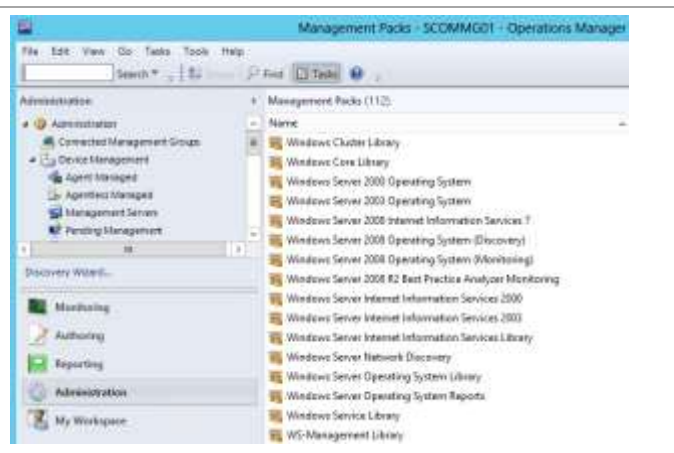 Management Packs - SCOMMG01 - Operations Manager
File Edit View Go Tasks Tools Help
Search Find Tasks
Administration
Administration
Connected Management Groups
Device Management
Agent Managed
Agentless Managed
Management Servers
Pending Management
Discovery Wizard...
Monitoring
Authoring
Reporting
Administration
My Workspace
Management Packs (112)
Name
Windows Cluster Library
Windows Core Library
Windows Server 2000 Operating System
Windows Server 2003 Operating System
Windows Server 2008 Internet Information Services 7
Windows Server 2008 Operating System (Discovery)
Windows Server 2008 Operating System (Monitoring)
Windows Server 2008 R2 Best Practice Analyzer Monitoring
Windows Server Internet Information Services 2000
Windows Server Internet Information Services 2003
Windows Server Internet Information Services Library
Windows Server Network Discovery
Windows Server Operating System Library
Windows Server Operating System Reports
Windows Service Library
WS-Management Library